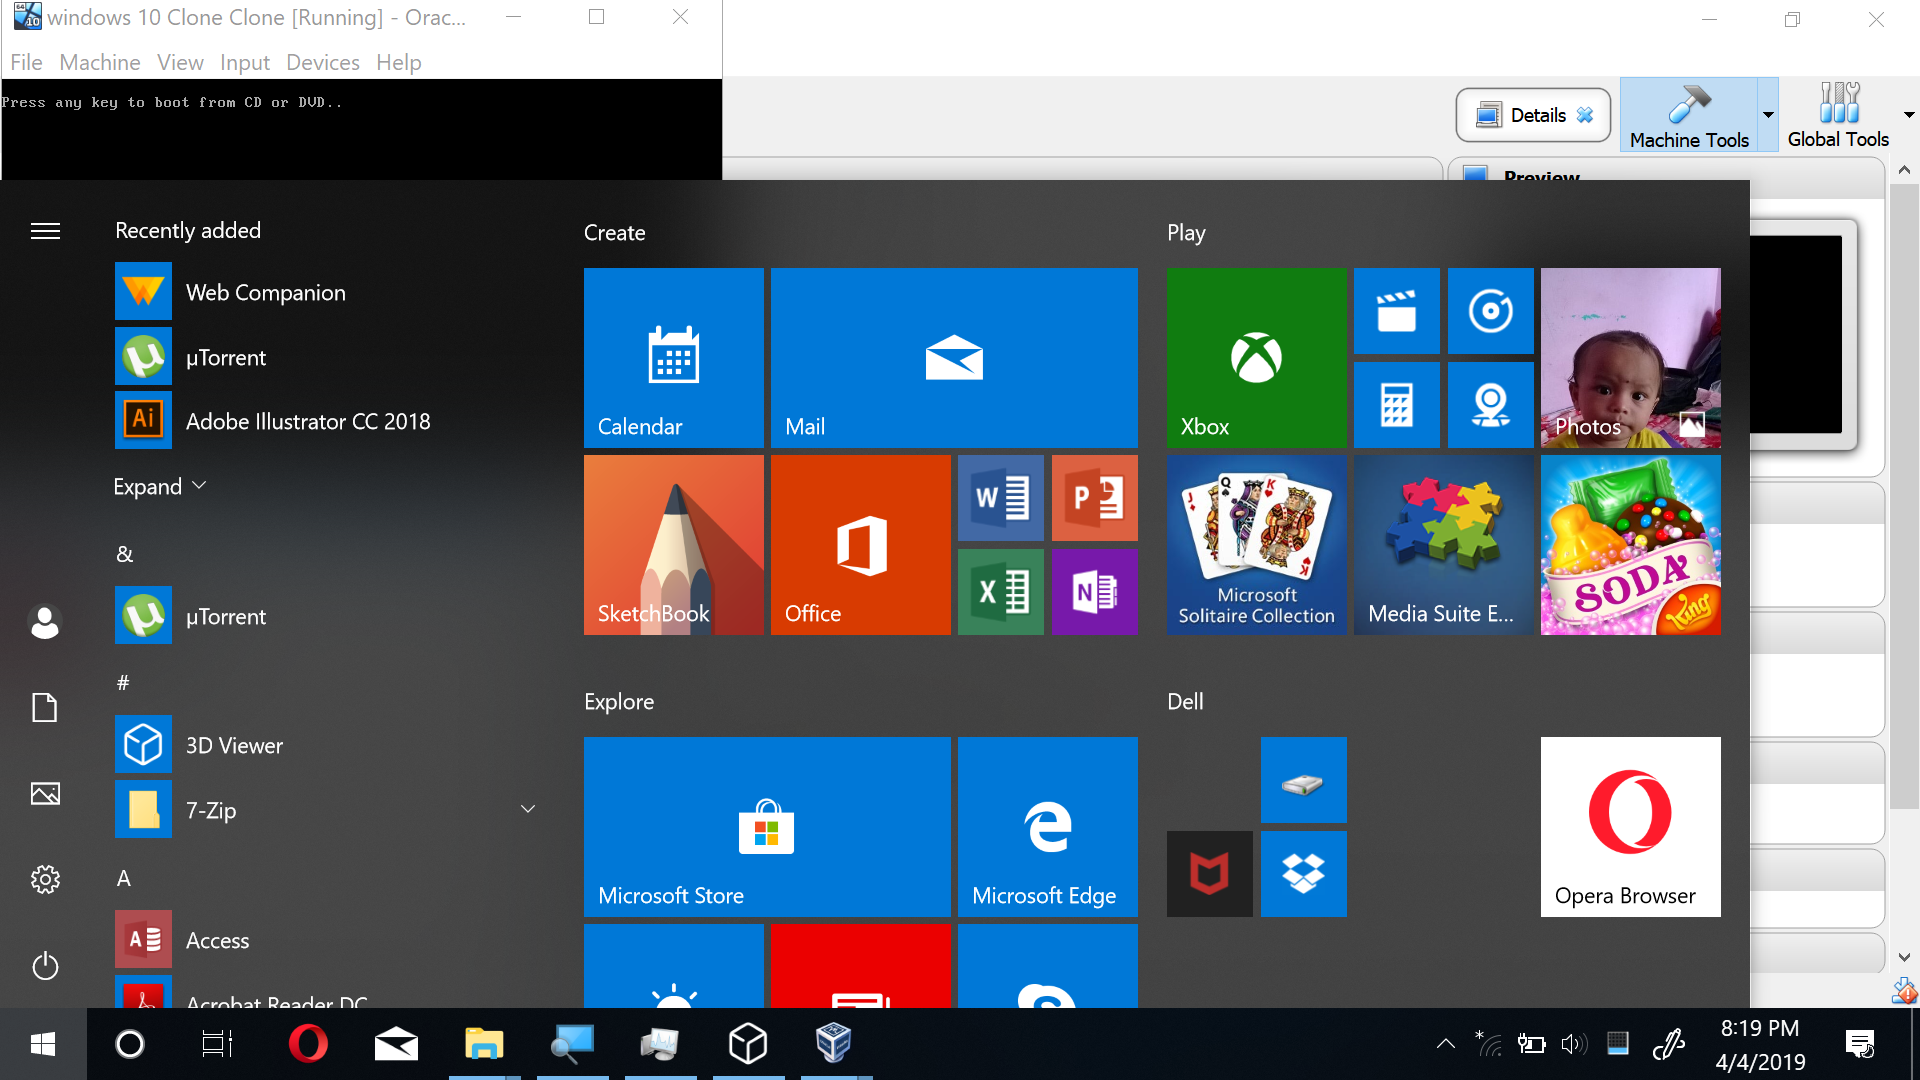 windows 10 Clone Clone [Running] - Orac...
File Machine View Input Devices Help
Press any key to boot from CD or DVD..
Details
Machine Tools
Global Tools
Preview
Recently added
Web Companion
µTorrent
Adobe Illustrator CC 2018
Expand
&
µTorrent
#
3D Viewer
7-Zip
A
Access
Acrobat Reader DC
Create
Calendar
Mail
SketchBook
Office
Explore
Microsoft Store
Microsoft Edge
Play
Xbox
Photos
Microsoft
Solitaire Collection
Media Suite E...
SODA
King
Dell
Opera Browser
8:19 PM
4/4/2019